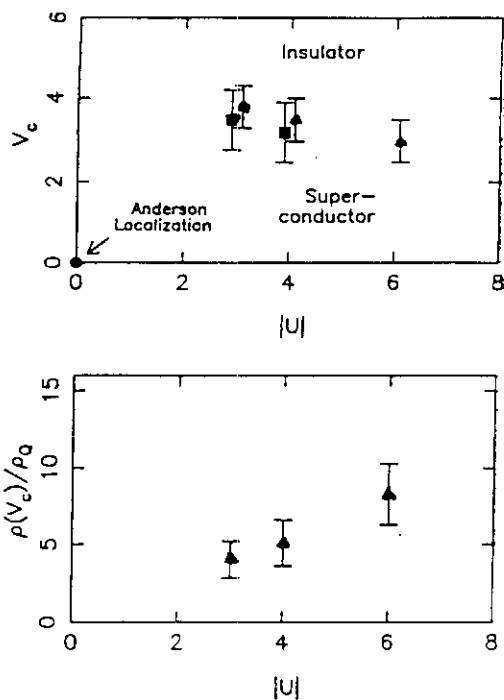 6
Insulator
4
V_c
2
Super-
conductor
Anderson
Localization
0
0 2 4 6 8
|U|
15
10
ρ(V_c)/ρ_Q
5
0
0 2 4 6 8
|U|